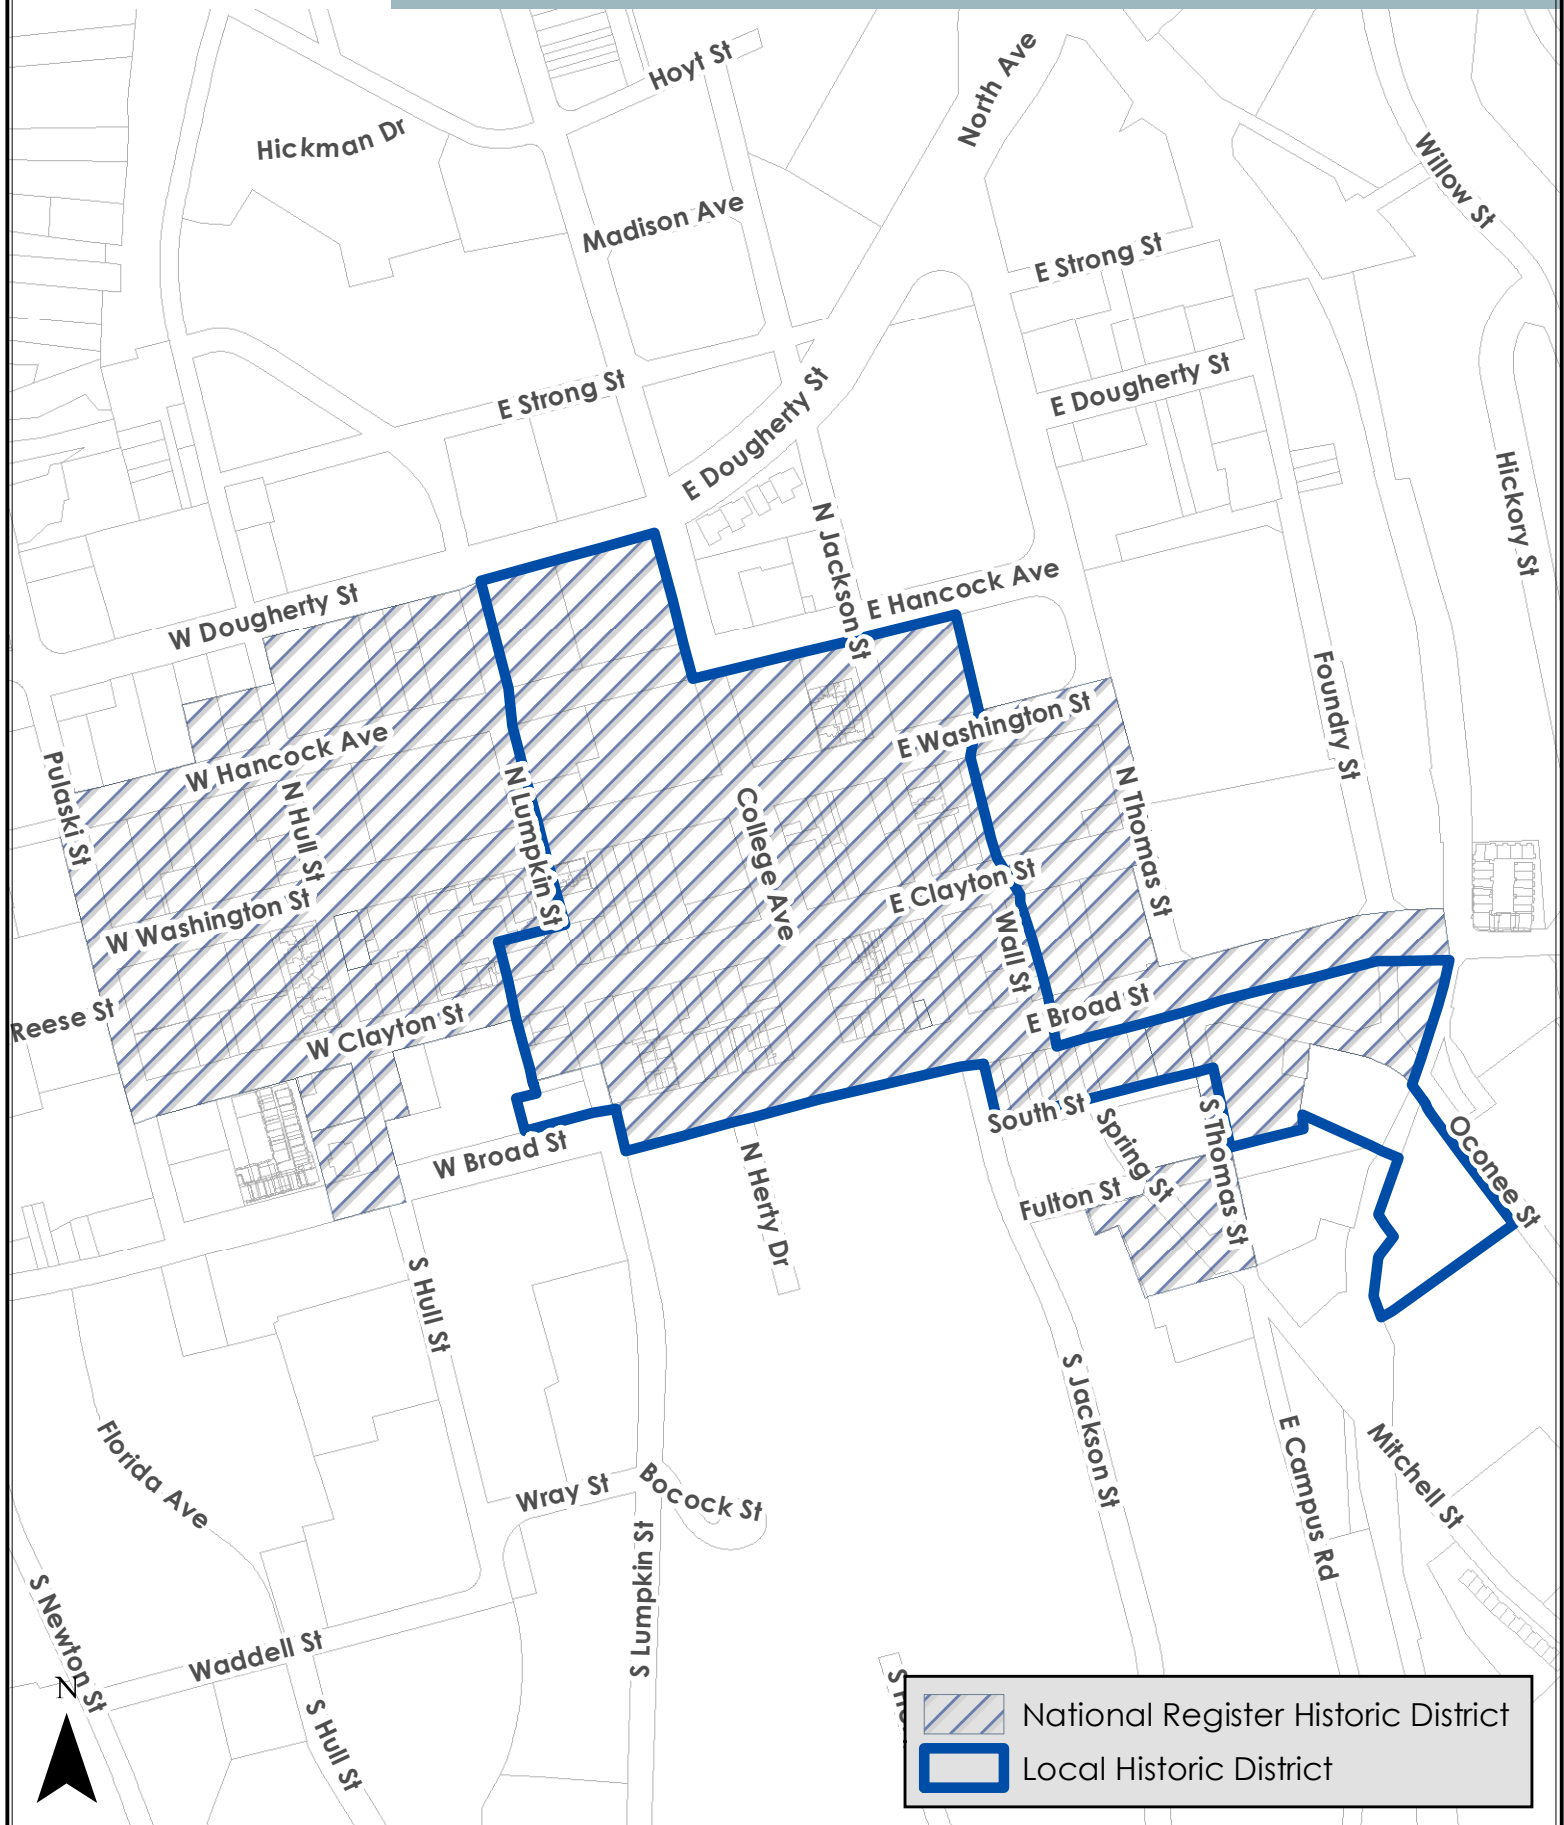 Hoyt St
North Ave
Hickman Dr
Willow St
Madison Ave
E Strong St
E Strong St
E Dougherty St
E Dougherty St
Hickory St
N Jackson St
E Hancock Ave
W Dougherty St
Foundry St
E Washington St
W Hancock Ave
Pulaski St
N Hull St
N Lumpkin St
N Thomas St
College Ave
E Clayton St
W Washington St
Wall St
Reese St
W Clayton St
E Broad St
South St
Spring St
S Thomas St
Oconee St
W Broad St
N Herty Dr
Fulton St
S Hull St
S Jackson St
Florida Ave
E Campus Rd
Mitchell St
Wray St
Bocock St
S Lumpkin St
S Newton St
Waddell St
S Hull St
N
National Register Historic District
Local Historic District